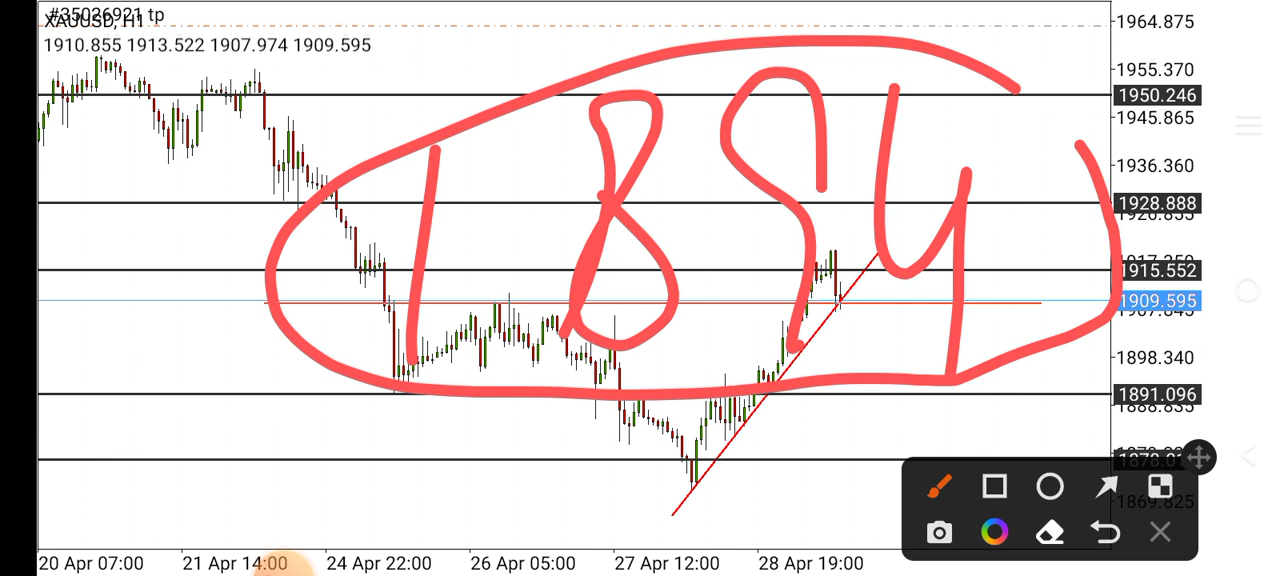 #35026921 tp
XAUUSD, H1
1910.855 1913.522 1907.974 1909.595
1964.875
1955.370
1950.246
1945.865
1936.360
1928.888
1915.552
1909.595
1898.340
1891.096
1869.825
20 Apr 07:00 21 Apr 14:00 24 Apr 22:00 26 Apr 05:00 27 Apr 12:00 28 Apr 19:00